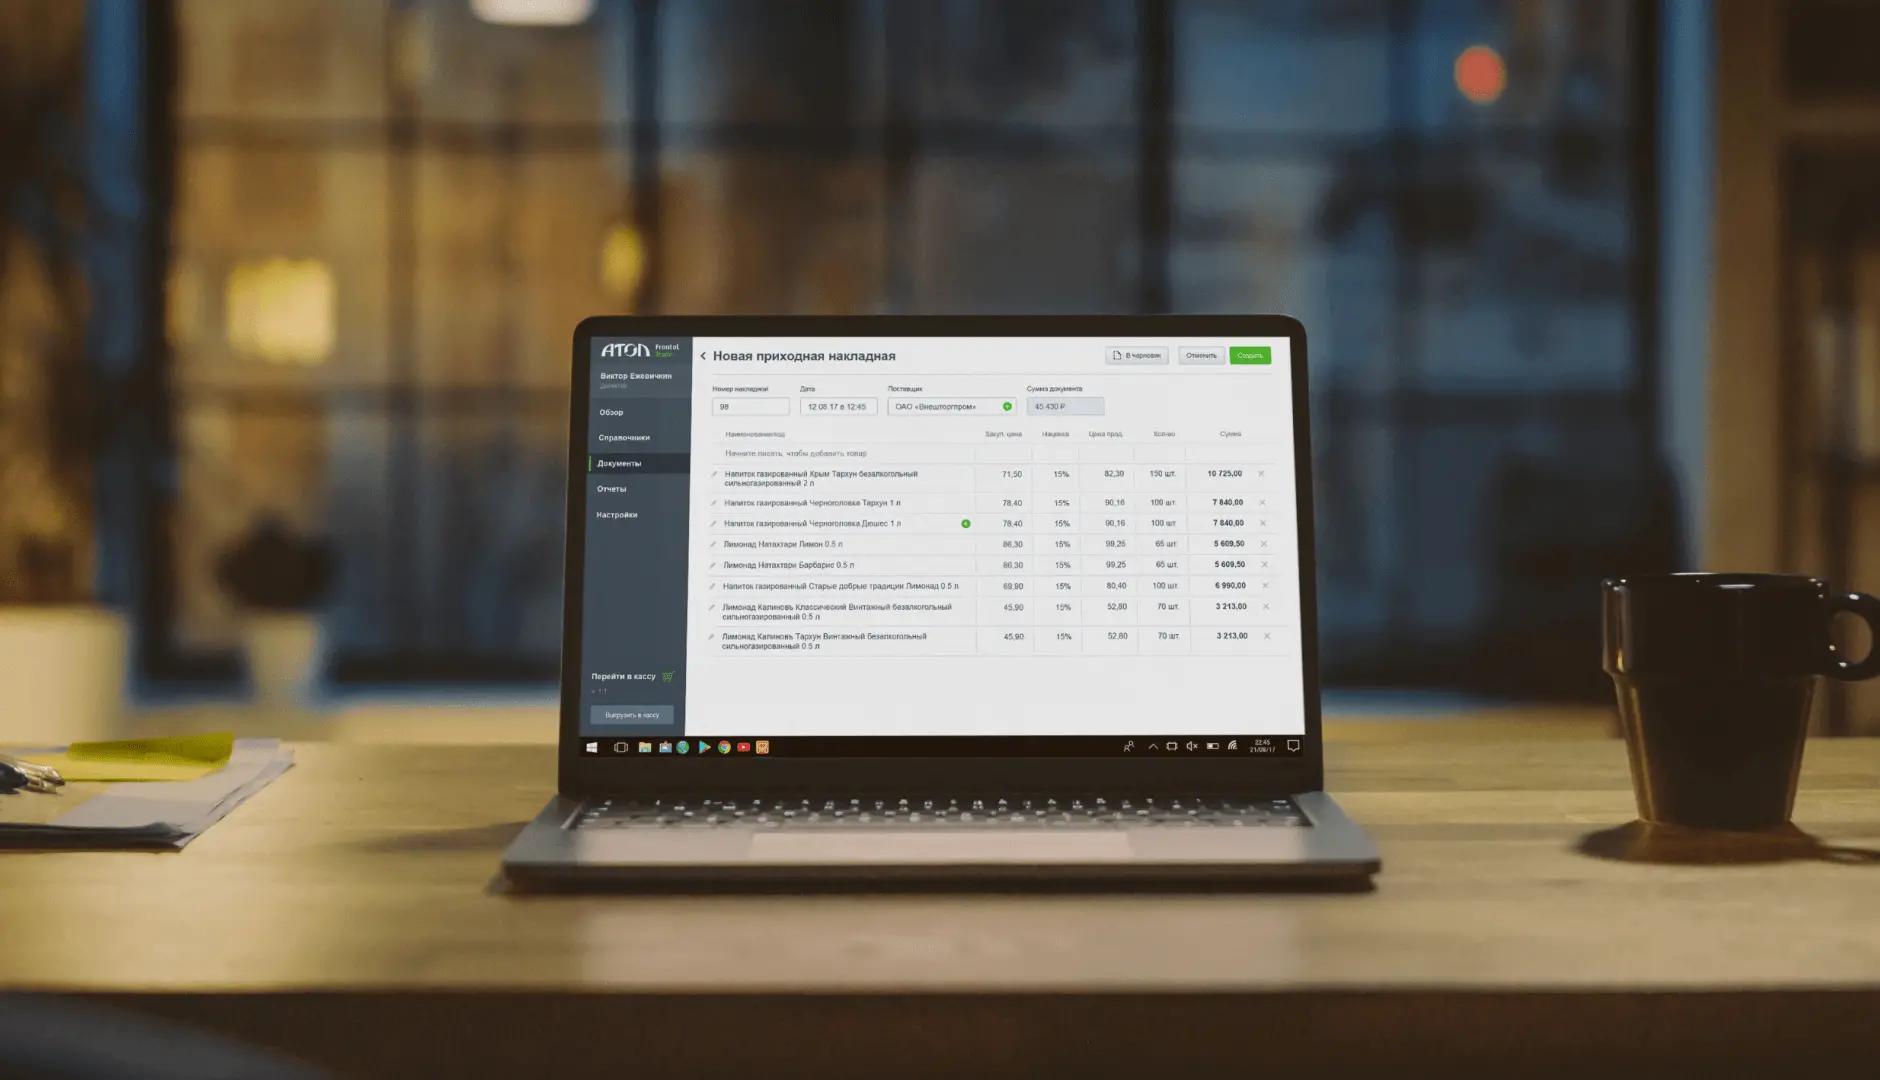 АТОЛ Frontol Trade
Виктор Ежевичкин
Директор
Обзор
Справочники
Документы
Отчеты
Настройки
Перейти в кассу
Выгрузить в кассу
Новая приходная накладная
В черновик
Отменить
Создать
Номер накладной Дата Поставщик Сумма документа
98 12 08 17 в 12:45 ОАО «Внешторгпром» 45 430 ₽
Наименование/код Закуп. цена Наценка Цена прод. Кол-во Сумма
Начните писать, чтобы добавить товар
Напиток газированный Крым Тархун безалкогольный 71,50 15% 82,30 150 шт. 10 725,00
сильногазированный 2 л
Напиток газированный Черноголовка Тархун 1 л 78,40 15% 90,16 100 шт. 7 840,00
Напиток газированный Черноголовка Дюшес 1 л 78,40 15% 90,16 100 шт. 7 840,00
Лимонад Натахтари Лимон 0.5 л 86,30 15% 99,25 65 шт. 5 609,50
Лимонад Натахтари Барбарис 0.5 л 86,30 15% 99,25 65 шт. 5 609,50
Напиток газированный Старые добрые традиции Лимонад 0.5 л 69,90 15% 80,40 100 шт. 6 990,00
Лимонад Калиновъ Классический Винтажный безалкогольный 45,90 15% 52,80 70 шт. 3 213,00
сильногазированный 0.5 л
Лимонад Калиновъ Тархун Винтажный безалкогольный 45,90 15% 52,80 70 шт. 3 213,00
сильногазированный 0.5 л
22:45
21/08/17